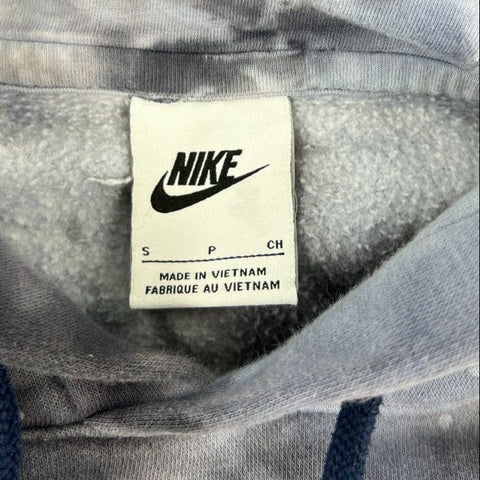 NIKE
S P CH
MADE IN VIETNAM
FABRIQUE AU VIETNAM